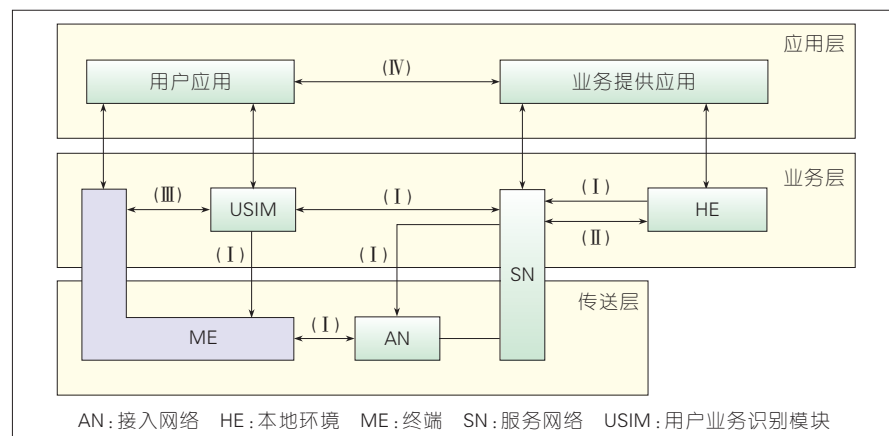 应用层
用户应用
(Ⅳ)
业务提供应用
业务层
(Ⅲ)
USIM
(Ⅰ)
(Ⅰ)
HE
(Ⅱ)
(Ⅰ)
(Ⅰ)
SN
传送层
ME
(Ⅰ)
AN
AN:接入网络 HE:本地环境 ME:终端 SN:服务网络 USIM:用户业务识别模块